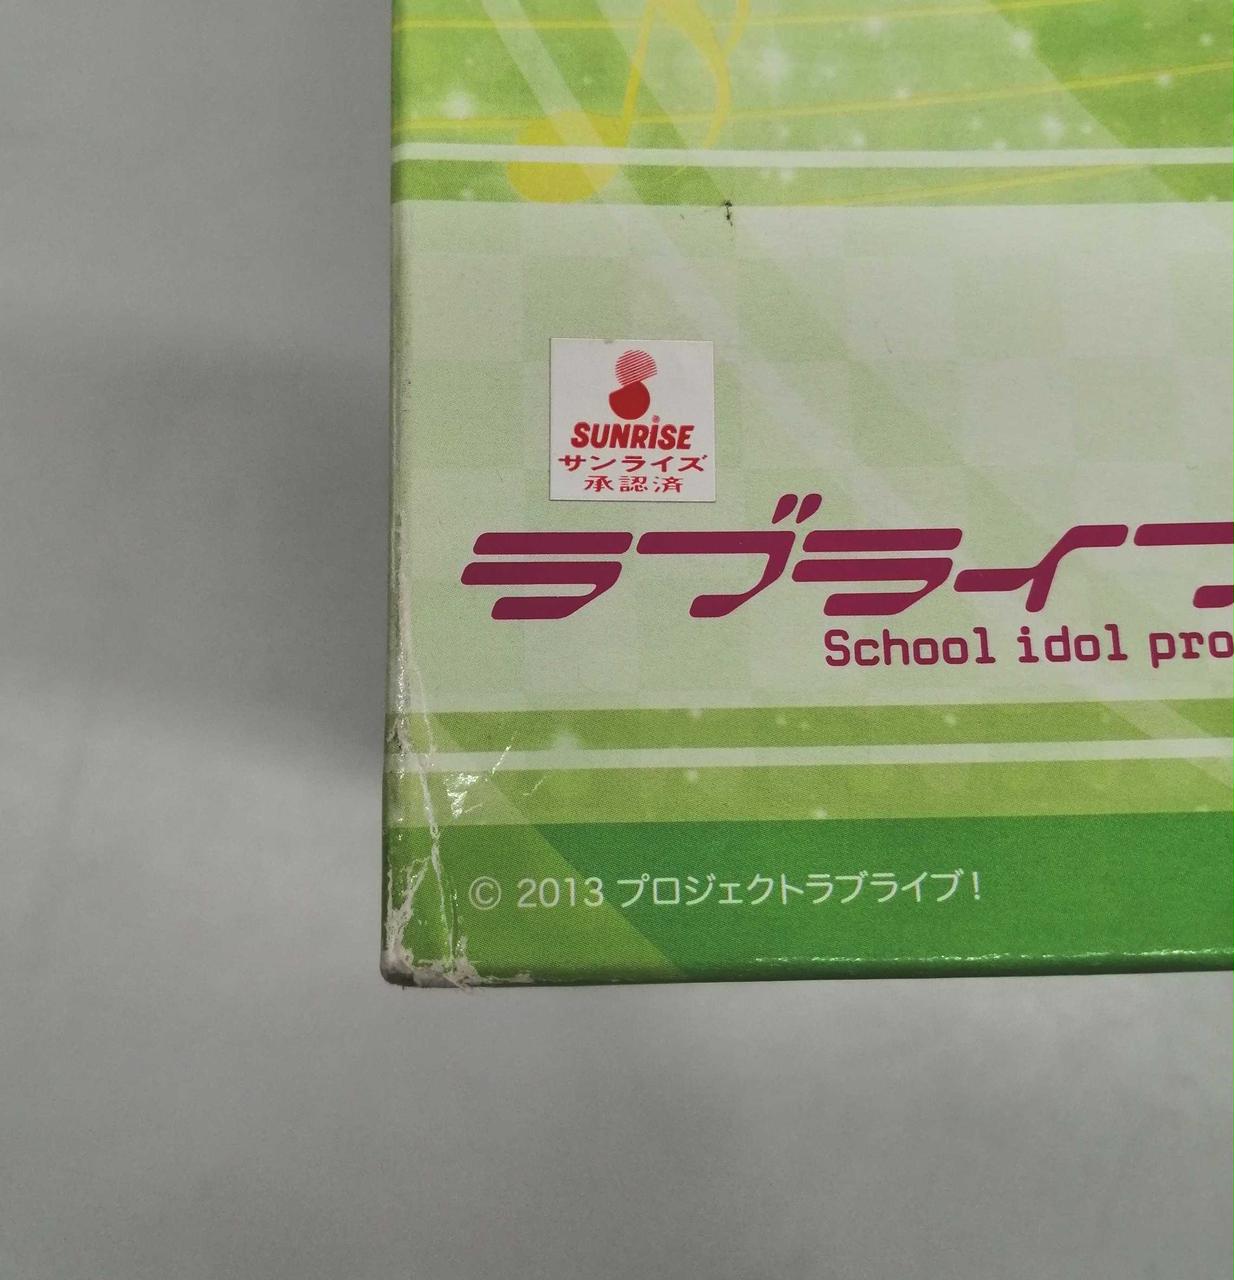 SUNRISE
サンライズ
承認済
ラブライブ
School idol pro
© 2013 プロジェクトラブライブ!